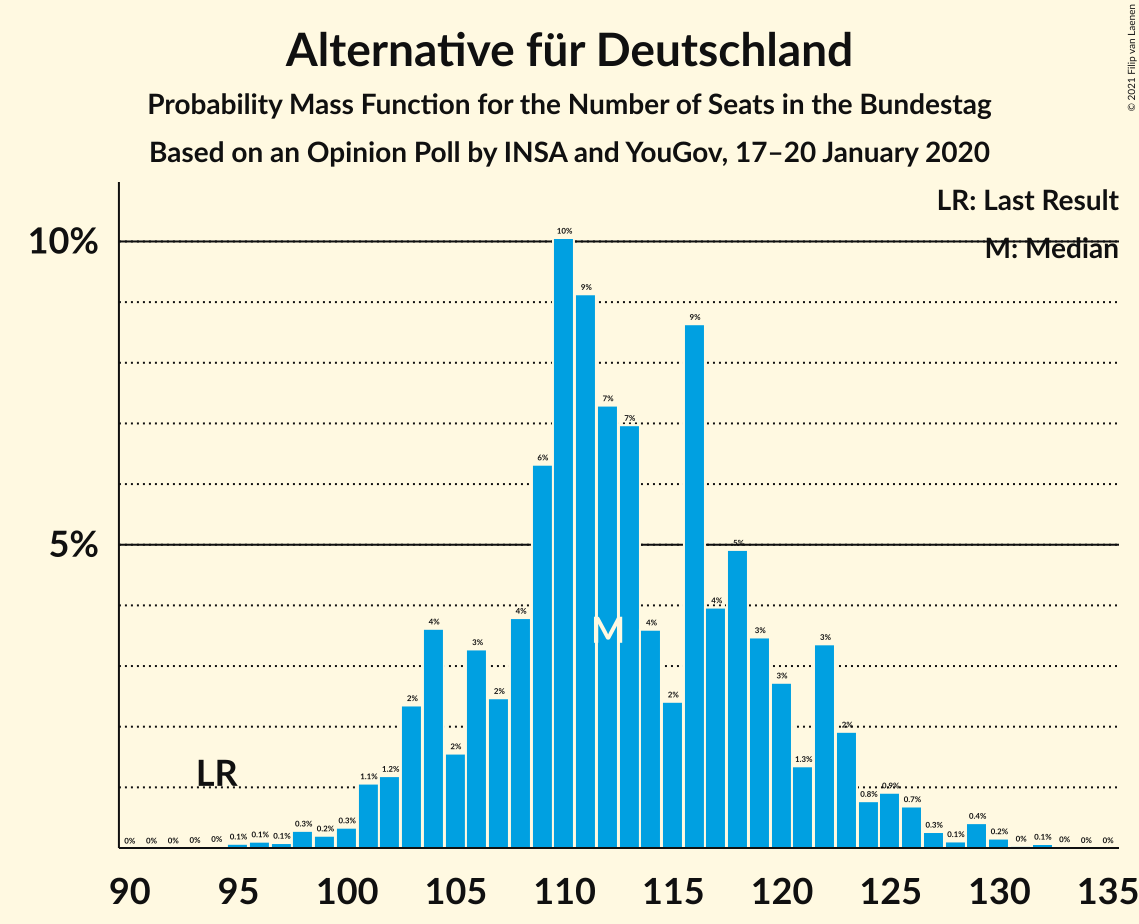 Alternative für Deutschland
Probability Mass Function for the Number of Seats in the Bundestag
Based on an Opinion Poll by INSA and YouGov, 17–20 January 2020
© 2021 Filip van Laenen
LR: Last Result
M: Median
10%
5%
0% 0% 0% 0% 0% 0.1% 0.1% 0.1% 0.3% 0.2% 0.3% 1.1% 1.2% 2% 4% 2% 3% 2% 4% 6% 10% 9% 7% 7% 4% 2% 9% 4% 5% 3% 3% 1.3% 3% 2% 0.8% 0.9% 0.7% 0.3% 0.1% 0.4% 0.2% 0% 0.1% 0% 0% 0%
LR
M
90 95 100 105 110 115 120 125 130 135